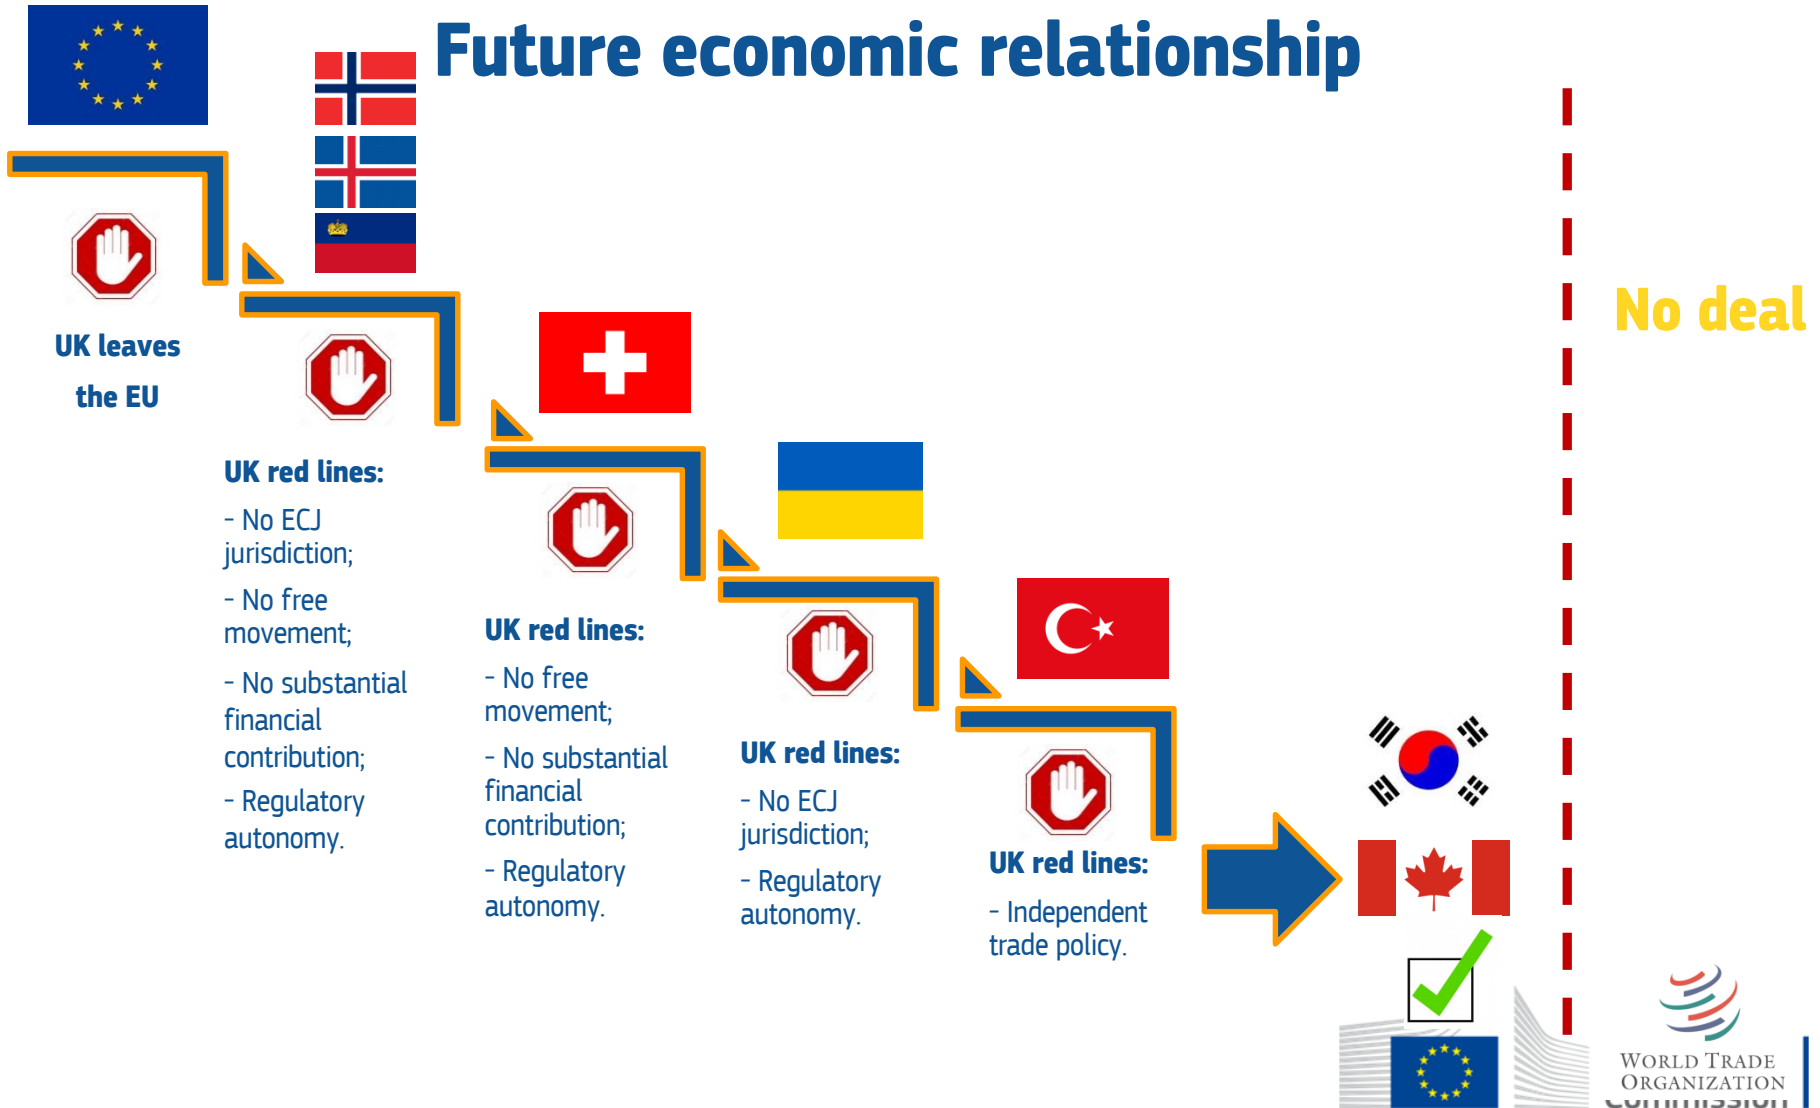 Future economic relationship
No deal
UK leaves
the EU
UK red lines:
- No ECJ
jurisdiction;
- No free
movement;
- No substantial
financial
contribution;
- Regulatory
autonomy.
UK red lines:
- No free
movement;
- No substantial
financial
contribution;
- Regulatory
autonomy.
UK red lines:
- No ECJ
jurisdiction;
- Regulatory
autonomy.
UK red lines:
- Independent
trade policy.
WORLD TRADE
ORGANIZATION
Commission